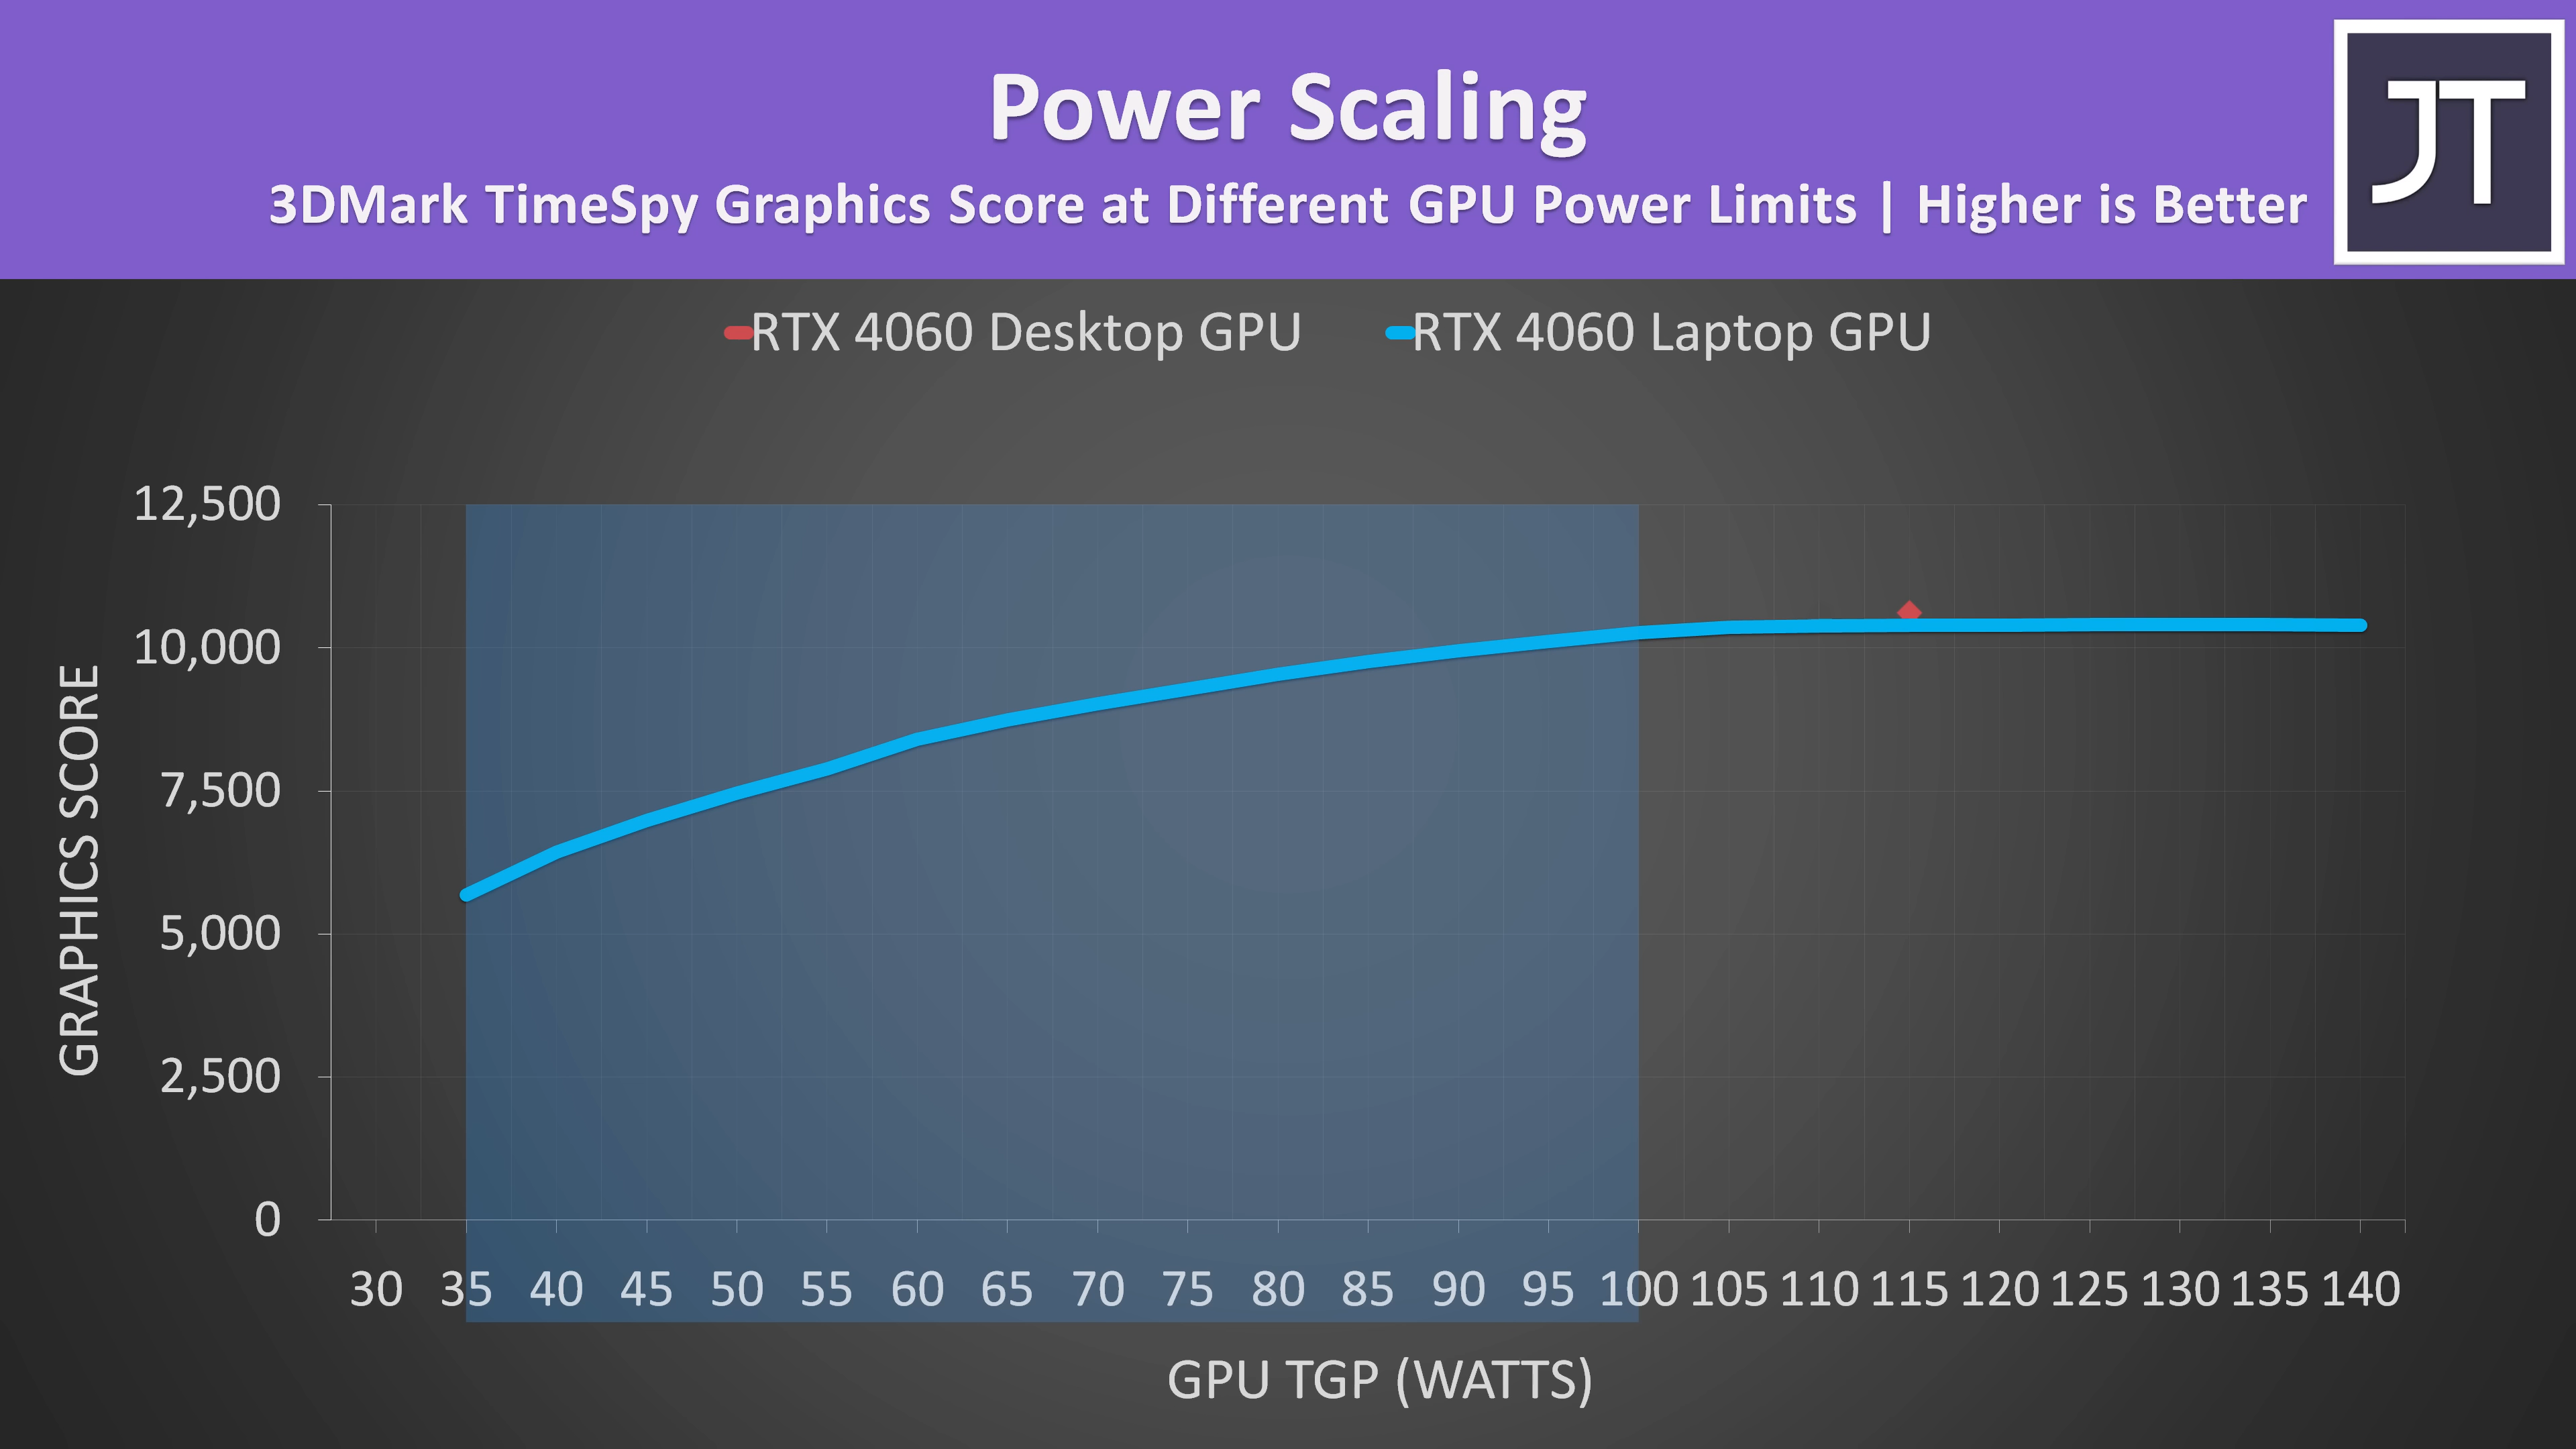 Power Scaling
3DMark TimeSpy Graphics Score at Different GPU Power Limits | Higher is Better
JT
RTX 4060 Desktop GPU RTX 4060 Laptop GPU
12,500
10,000
7,500
5,000
2,500
0
GRAPHICS SCORE
30 35 40 45 50 55 60 65 70 75 80 85 90 95 100 105 110 115 120 125 130 135 140
GPU TGP (WATTS)